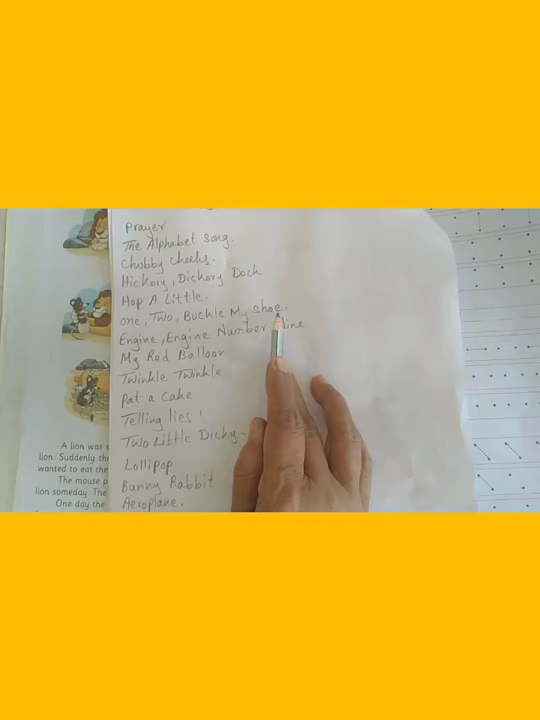 Prayer
The Alphabet song.
Chubby cheeks.
Hickory, Dickory Dock
Hop A Little.
one, Two, Buckle My shoe.
Engine, Engine Number Nine
My Red Balloon
Twinkle Twinkle
Pat a cake
Telling lies !
Two Little Dicky-
Lollipop
Bunny Rabbit
Aeroplane.
A lion was
lion. Suddenly
wanted to eat the
The mouse
lion someday. The
One day the